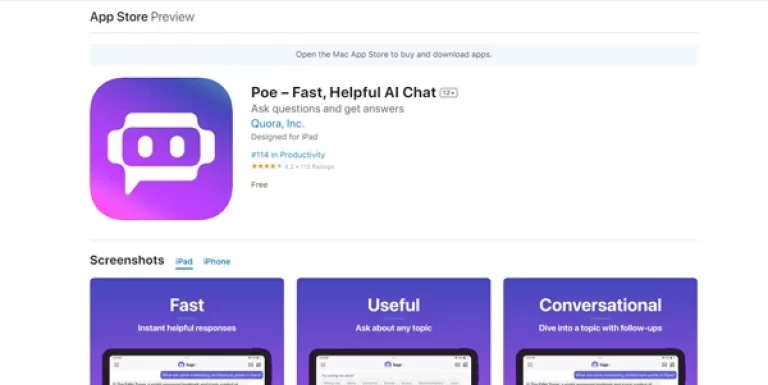 App Store Preview
Open the Mac App Store to buy and download apps.
Poe – Fast, Helpful AI Chat 12+
Ask questions and get answers
Quora, Inc.
Designed for iPad
#114 in Productivity
4.2 • 113 Ratings
Free
Screenshots iPad iPhone
Fast
Instant helpful responses
Useful
Ask about any topic
Conversational
Dive into a topic with follow-ups